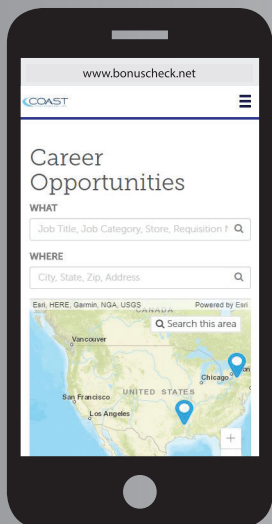 www.bonuscheck.net
COAST
Career
Opportunities
WHAT
Job Title, Job Category, Store, Requisition
WHERE
City, State, Zip, Address
Esri, HERE, Garmin, NGA, USGS
Powered by Esri
CANADA
Search this area
Vancouver
Chicago
UNITED STATES
San Francisco
Los Angeles
+